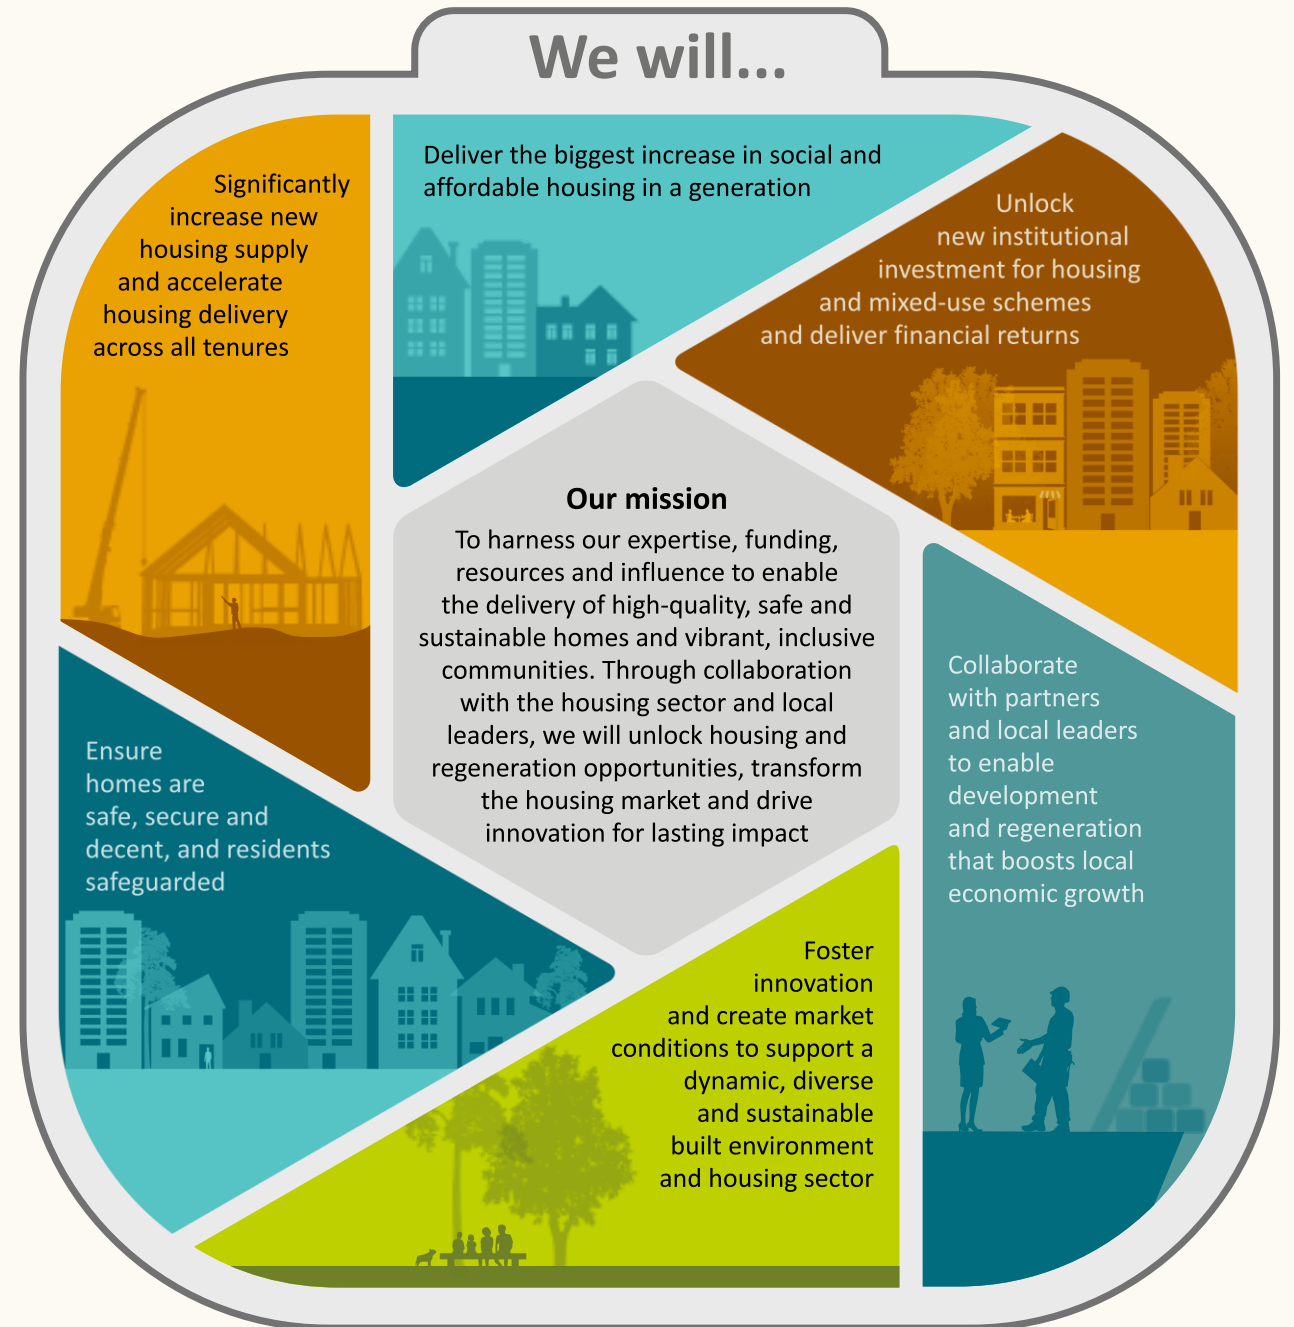 We will...
Significantly
increase new
housing supply
and accelerate
housing delivery
across all tenures
Deliver the biggest increase in social and
affordable housing in a generation
Unlock
new institutional
investment for housing
and mixed-use schemes
and deliver financial returns
Our mission
To harness our expertise, funding,
resources and influence to enable
the delivery of high-quality, safe and
sustainable homes and vibrant, inclusive
communities. Through collaboration
with the housing sector and local
leaders, we will unlock housing and
regeneration opportunities, transform
the housing market and drive
innovation for lasting impact
Collaborate
with partners
and local leaders
to enable
development
and regeneration
that boosts local
economic growth
Ensure
homes are
safe, secure and
decent, and residents
safeguarded
Foster
innovation
and create market
conditions to support a
dynamic, diverse
and sustainable
built environment
and housing sector